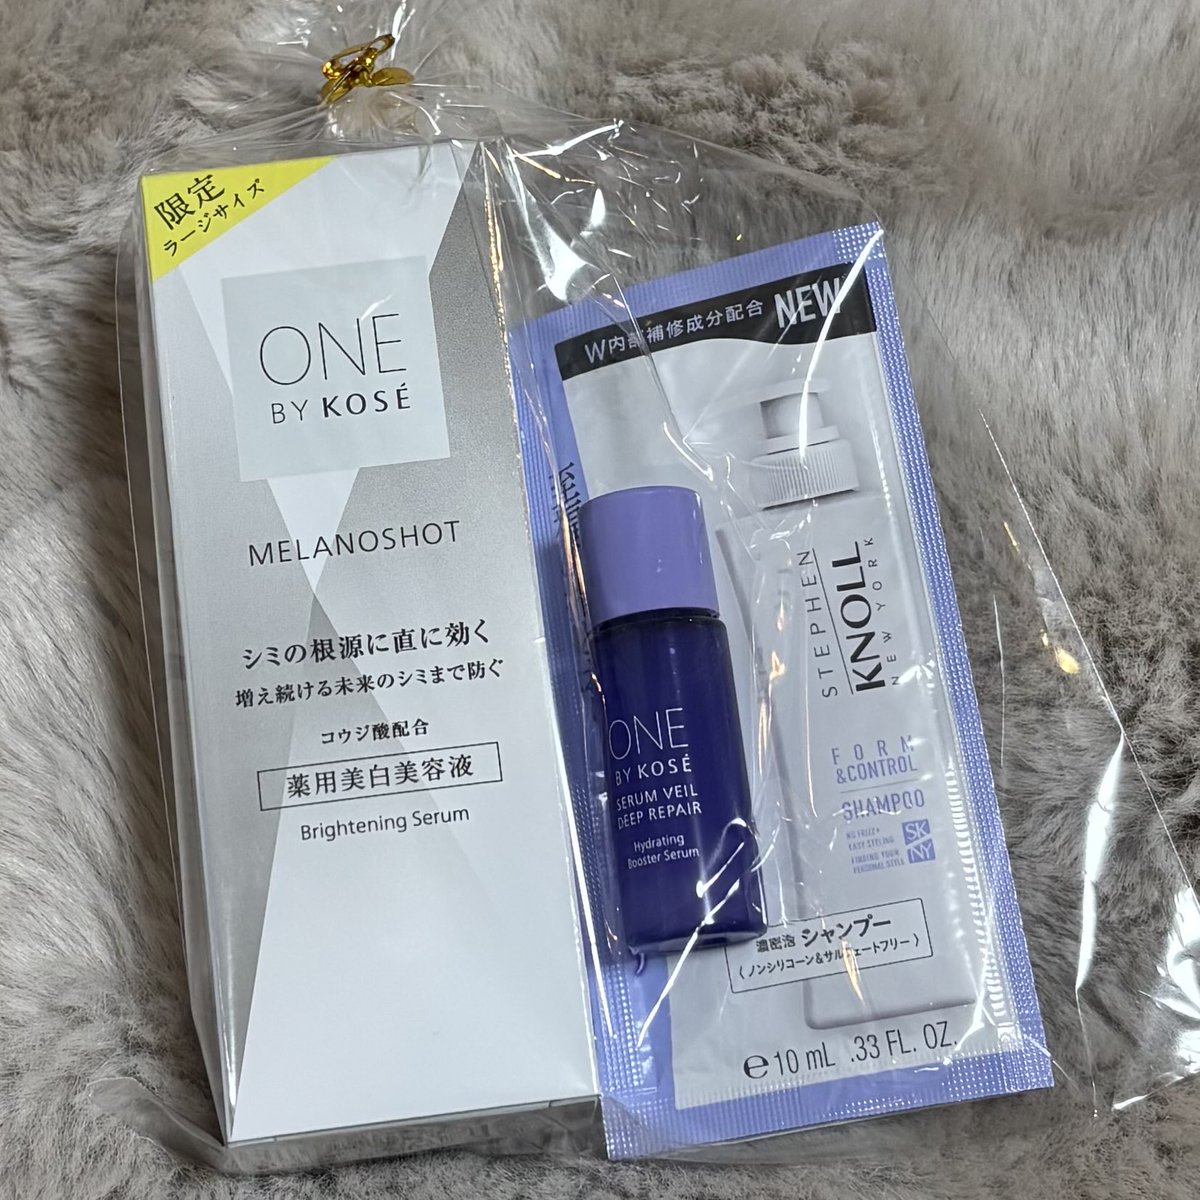 限定
ラージサイズ
ONE
BY KOSÉ
MELANOSHOT
シミの根源に直に効く
増え続ける未来のシミまで防ぐ
コウジ酸配合
薬用美白美容液
Brightening Serum
W内部補修成分配合 NEW
STEPHEN
KNOLL
NEW YORK
FORM
&CONTROL
SHAMPOO
NO FRIZZ+
EASY STYLING
FINDING YOUR
PERSONAL STYLE
SK
NY
濃密泡 シャンプー
〈ノンシリコーン&サルフェートフリー〉
℮10 mL .33 FL. OZ.
ONE
BY KOSÉ
SERUM VEIL
DEEP REPAIR
Hydrating
Booster Serum